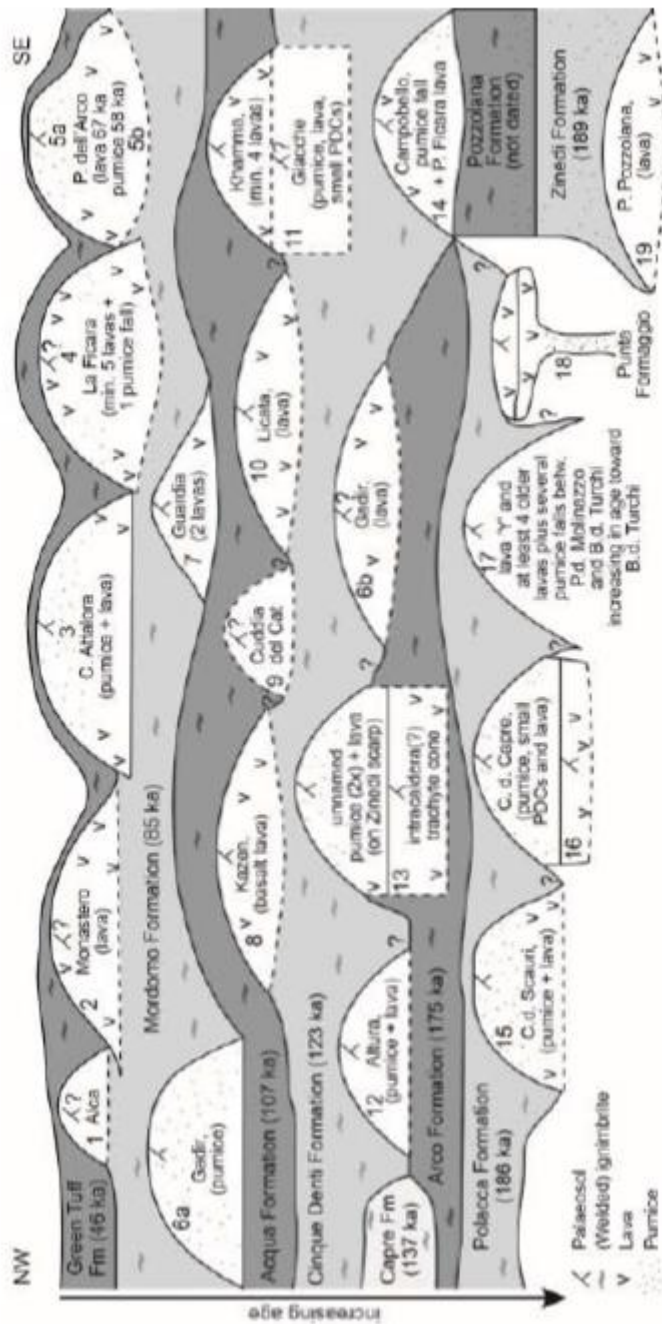 NW
SE
increasing age
Green Tuff
Fm (46 ka)
1 Alca
?
2
Monastero
(lava)
?
3
C. Attalora
(pumice + lava)
4
?
La Ficara
(min. 5 lavas +
1 pumice fall)
5a
P. dell'Arco
(lava 67 ka
pumice 58 ka
5b
Mordomo Formation (85 ka)
6a
Gadir,
(pumice)
7
Guardia
(2 lavas)
Acqua Formation (107 ka)
8
Kazen,
(basalt lava)
?
9
?
Cuddia
del Cat
?
10
Licata,
(lava)
?
Khamma,
(min. 4 lavas)
11
?
Giacche
(pumice, lava,
small PDCs)
Cinque Denti Formation (123 ka)
Capre Fm
(137 ka)
12
Altura,
(pumice + lava)
?
unnamed
pumice (2x) + lava
(on Zinedi scarp)
13
intracaldera(?)
trachyte cone
?
6b
?
Gadir,
(lava)
Campobello,
pumice fall
14 + P. Ficara lava
Arco Formation (175 ka)
Pozzolana
Formation
(not dated)
Polacca Formation
(186 ka)
15
C.d. Scauri,
(pumice + lava)
?
C. d. Capre,
(pumice, small
PDCs and lava)
16
?
17
lava 'Y' and
at least 4 older
lavas plus several
pumice falls betw.
P.d. Molinazzo
and B.d. Turchi
increasing in age toward
B.d. Turchi
?
?
18
Punta
Formaggio
Zinedi Formation
(189 ka)
19
P. Pozzolana,
(lava)
Palaeosol
(Welded) ignimbrite
v Lava
Pumice